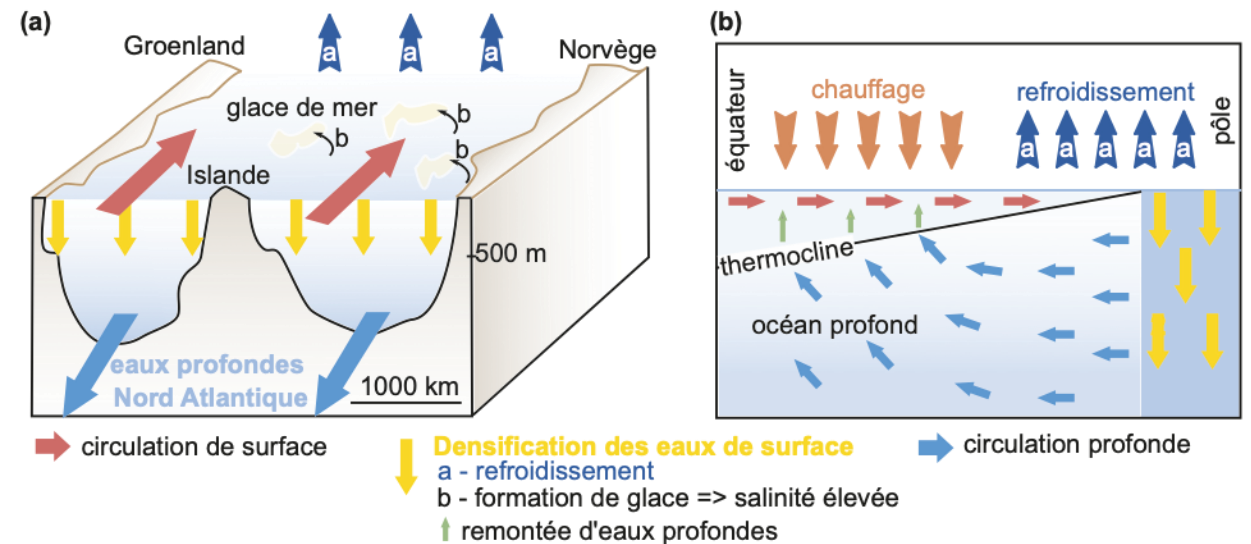 (a)
Groenland
a
a
a
Norvège
glace de mer
b
b
b
Islande
500 m
eaux profondes
Nord Atlantique
1000 km
(b)
équateur
chauffage
refroidissement
pôle
a
a
a
a
a
thermocline
océan profond
circulation de surface
Densification des eaux de surface
a - refroidissement
b - formation de glace => salinité élevée
remontée d'eaux profondes
circulation profonde